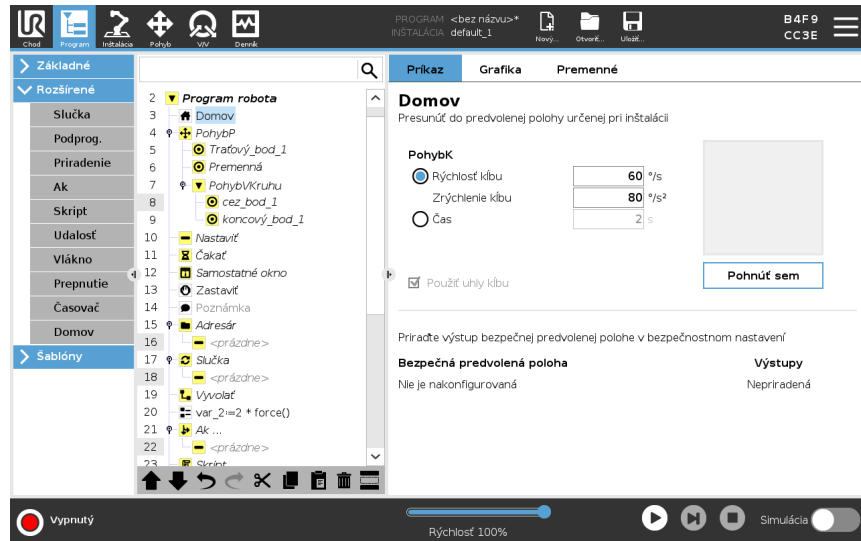 Chod
Program
Inštalácia
Pohyb
V/V
Denník
PROGRAM <bez názvu>*
INŠTALÁCIA default_1
Nový...
Otvoriť...
Uložiť...
B4F9
CC3E
Základné
Rozšírené
Slučka
Podprog.
Priradenie
Ak
Skript
Udalosť
Vlákno
Prepnutie
Časovač
Domov
Šablóny
2 Program robota
3 Domov
4 PohybP
5 Traťový_bod_1
6 Premenná
7 PohybVKruhu
8 cez_bod_1
9 koncový_bod_1
10 Nastaviť
11 Čakať
12 Samostatné okno
13 Zastaviť
14 Poznámka
15 Adresár
16 <prázdne>
17 Slučka
18 <prázdne>
19 Vyvolať
20 var_2:=2 * force()
21 Ak ...
22 <prázdne>
23 Skript
Príkaz Grafika Premenné
Domov
Presunúť do predvolenej polohy určenej pri inštalácii
PohybK
Rýchlosť kĺbu 60 °/s
Zrýchlenie kĺbu 80 °/s²
Čas 2 s
Použiť uhly kĺbu
Pohnúť sem
Priraďte výstup bezpečnej predvolenej polohe v bezpečnostnom nastavení
Bezpečná predvolená poloha Výstupy
Nie je nakonfigurovaná Nepriradená
Vypnutý
Rýchlosť 100%
Simulácia